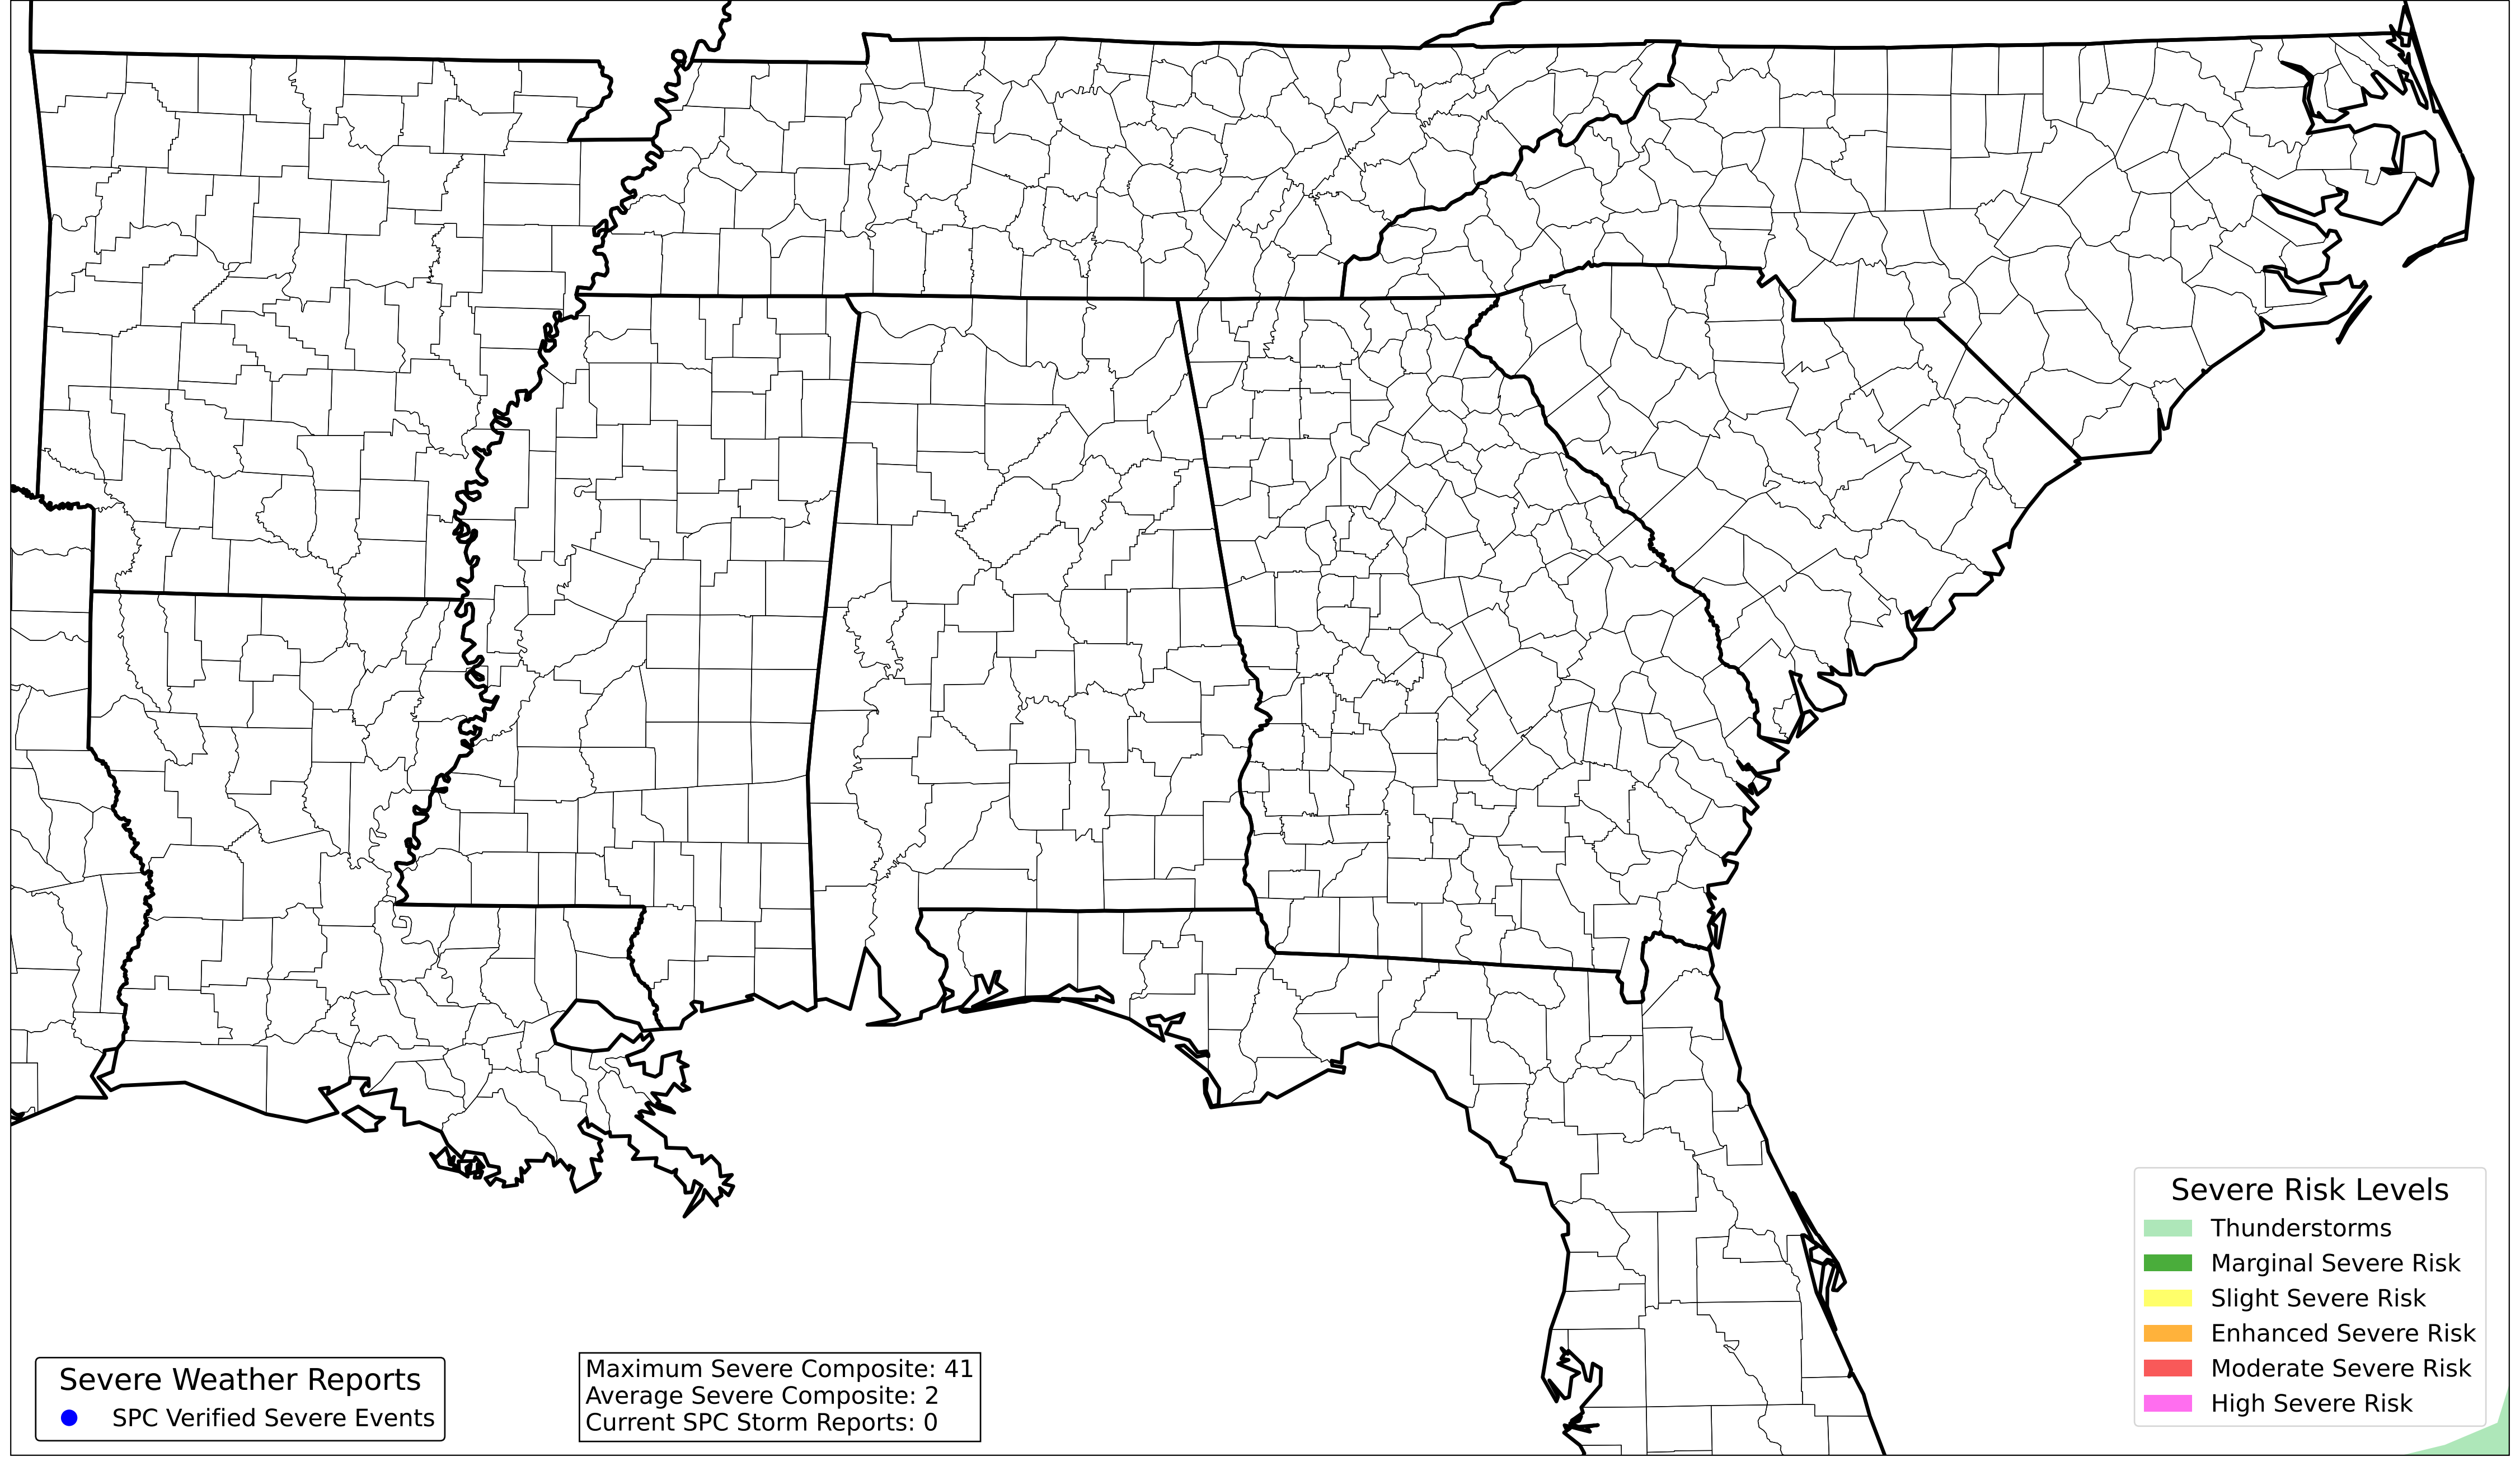 Severe Risk Levels
Thunderstorms
Marginal Severe Risk
Slight Severe Risk
Enhanced Severe Risk
Moderate Severe Risk
High Severe Risk
Severe Weather Reports
SPC Verified Severe Events
Maximum Severe Composite: 41
Average Severe Composite: 2
Current SPC Storm Reports: 0